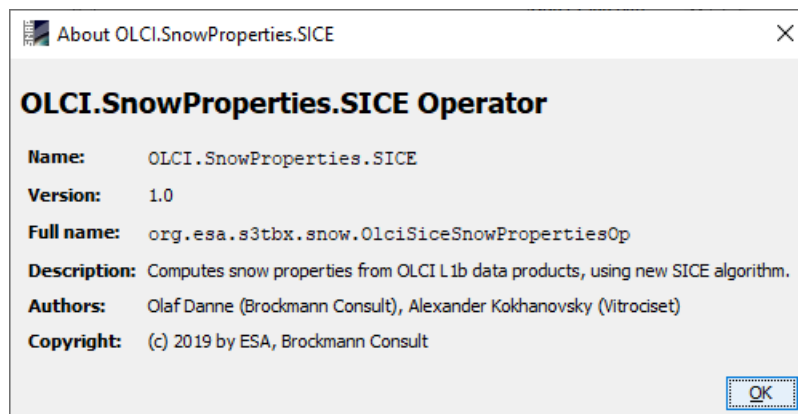 About OLCI.SnowProperties.SICE
OLCI.SnowProperties.SICE Operator
Name: OLCI.SnowProperties.SICE
Version: 1.0
Full name: org.esa.s3tbx.snow.OlciSiceSnowPropertiesOp
Description: Computes snow properties from OLCI L1b data products, using new SICE algorithm.
Authors: Olaf Danne (Brockmann Consult), Alexander Kokhanovsky (Vitrociset)
Copyright: (c) 2019 by ESA, Brockmann Consult
OK